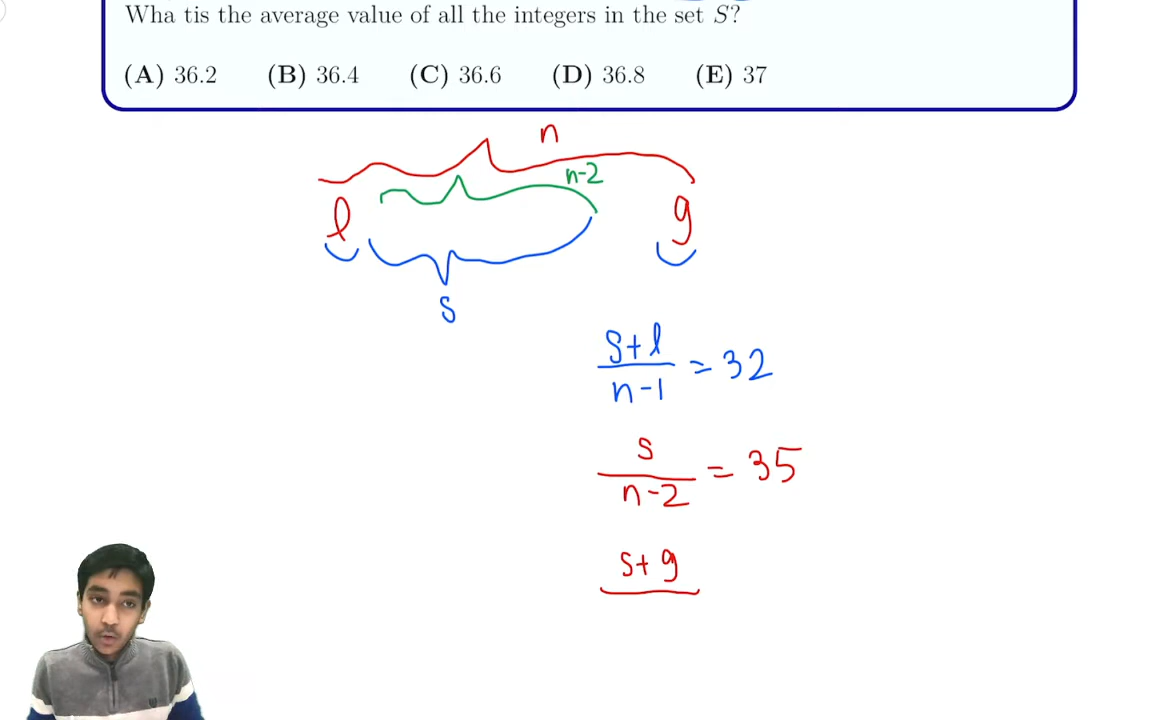 Wha tis the average value of all the integers in the set S?
(A) 36.2 (B) 36.4 (C) 36.6 (D) 36.8 (E) 37
n
n-2
l g
s
s+l
n-1 = 32
s
n-2 = 35
s+g